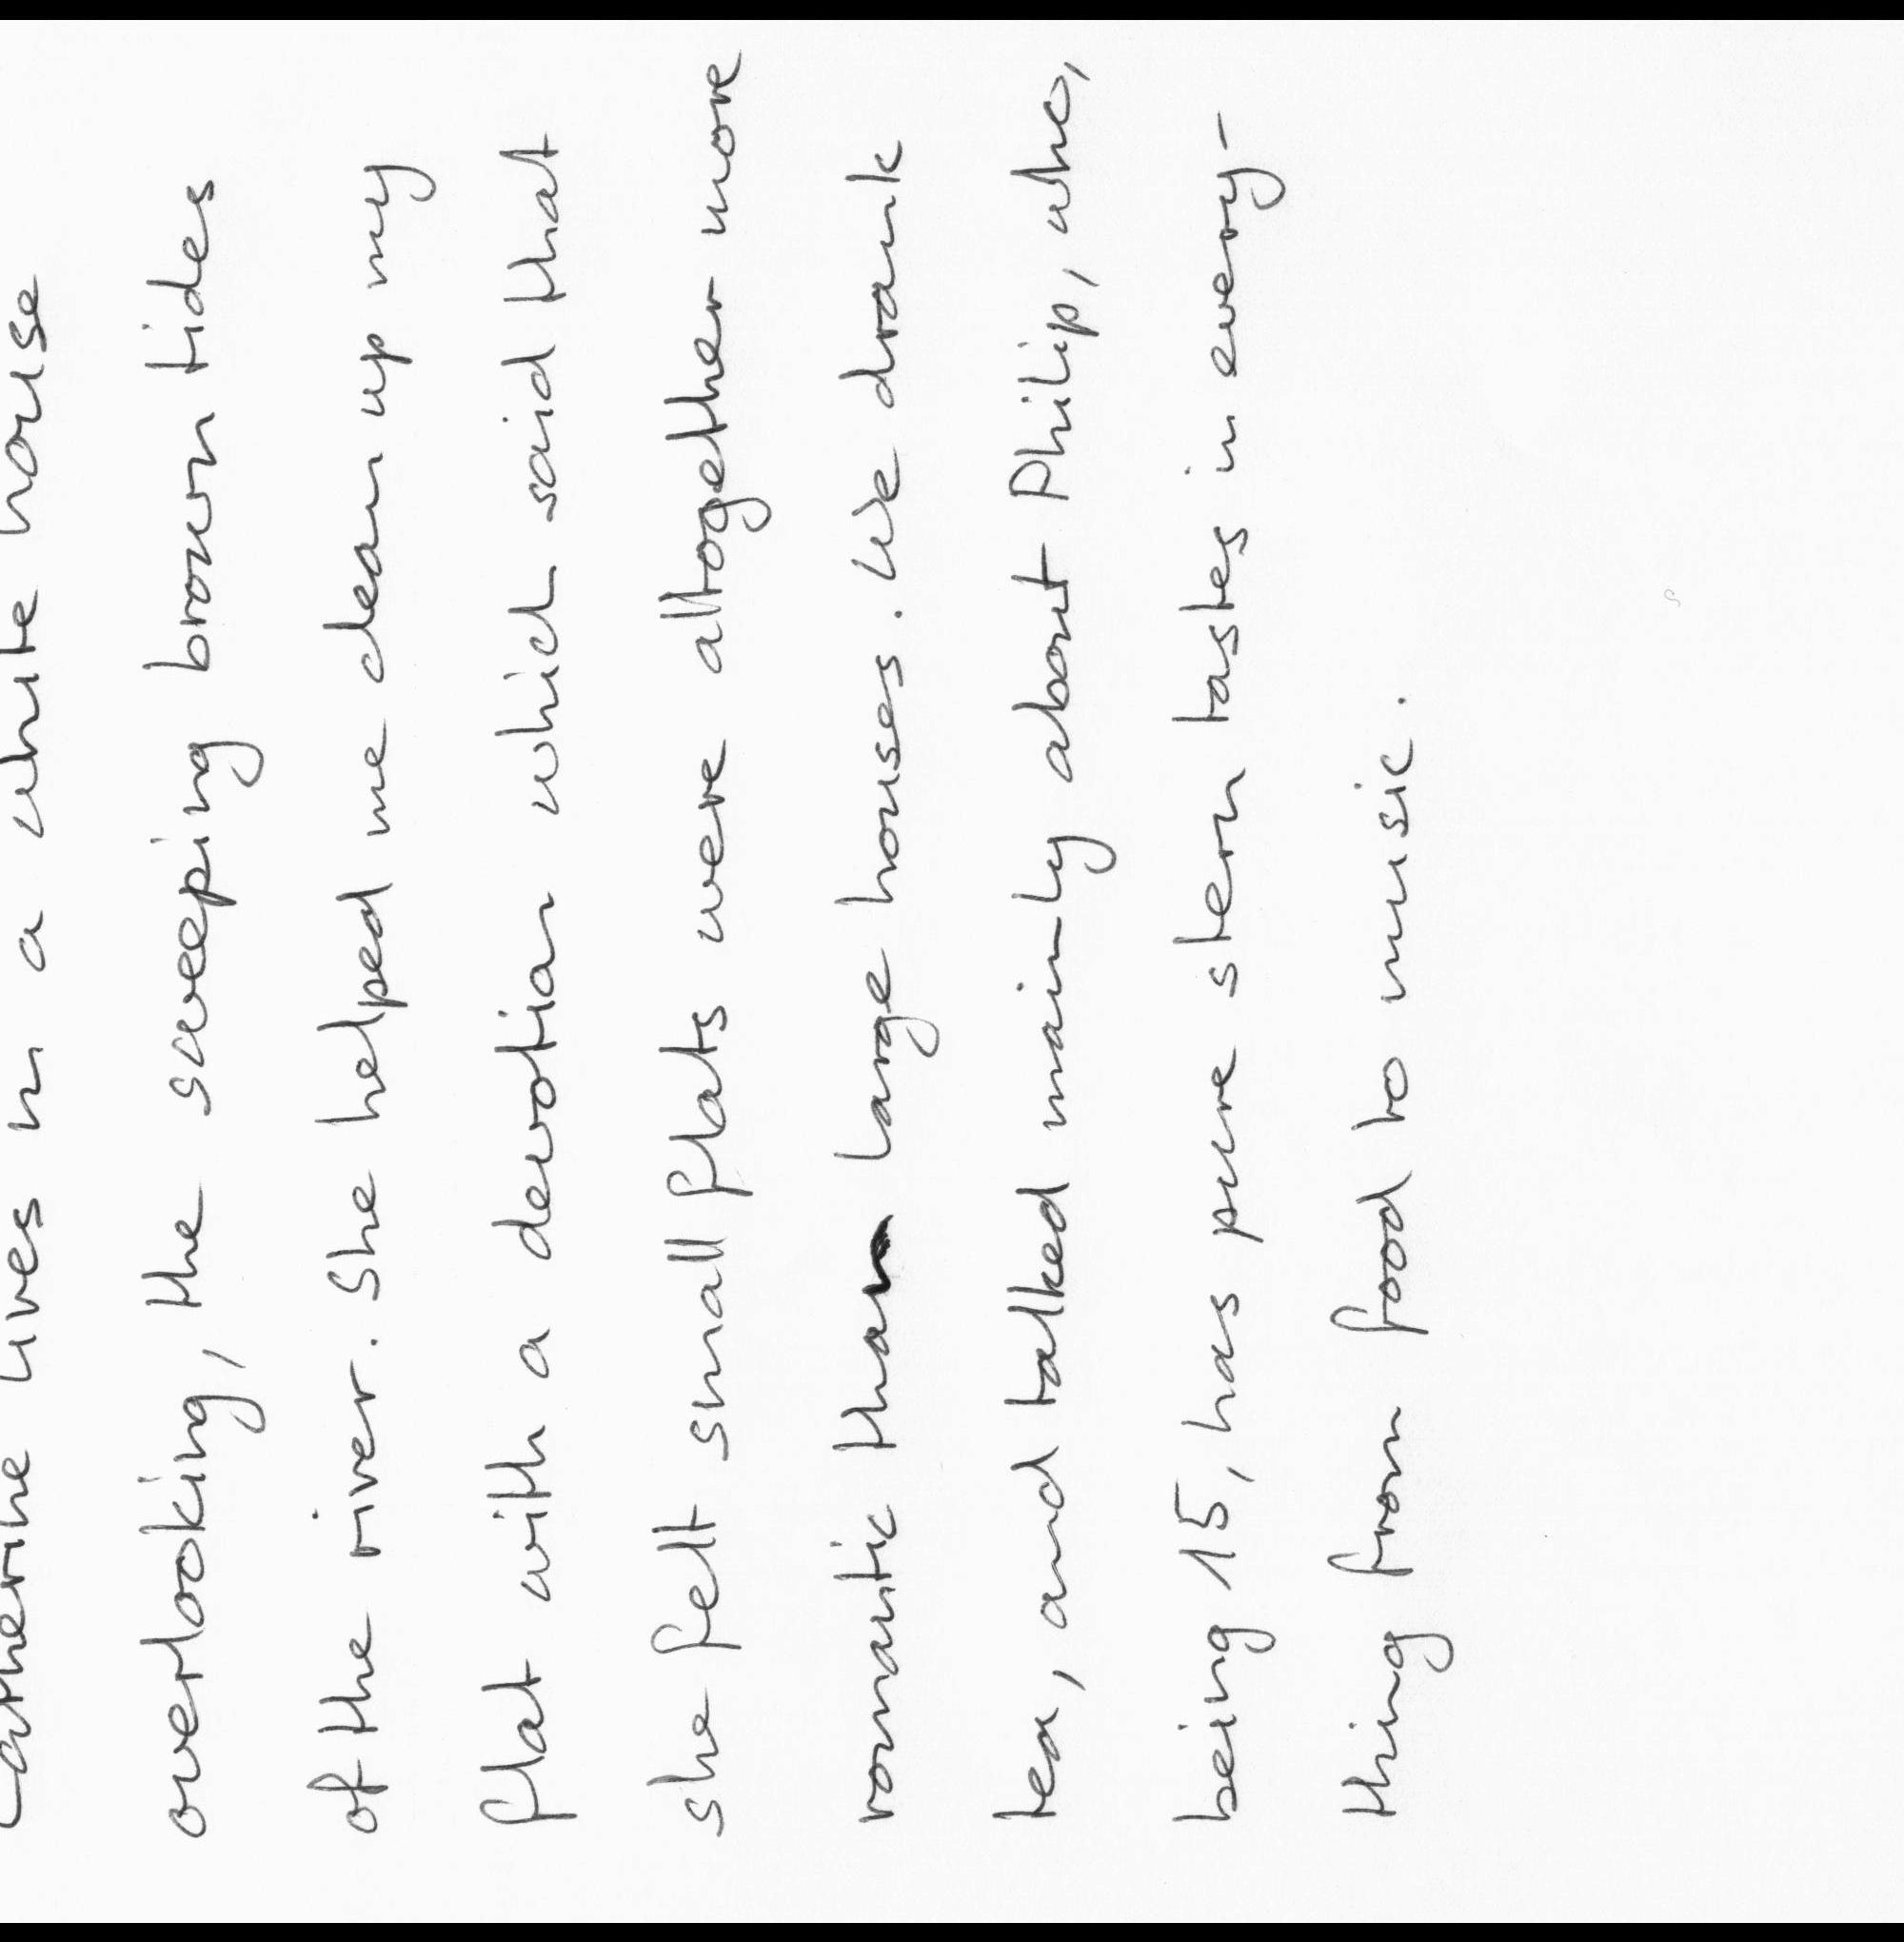 Catherine lives in a white house
overlooking, the sweeping brown tides
of the river. She helped me clean up my
flat with a devotion which said that
she felt small flats were altogether more
romantic than large houses. We drank
tea, and talked mainly about Philip, who,
being 15, has pure stern tastes in every-
thing from food to music.